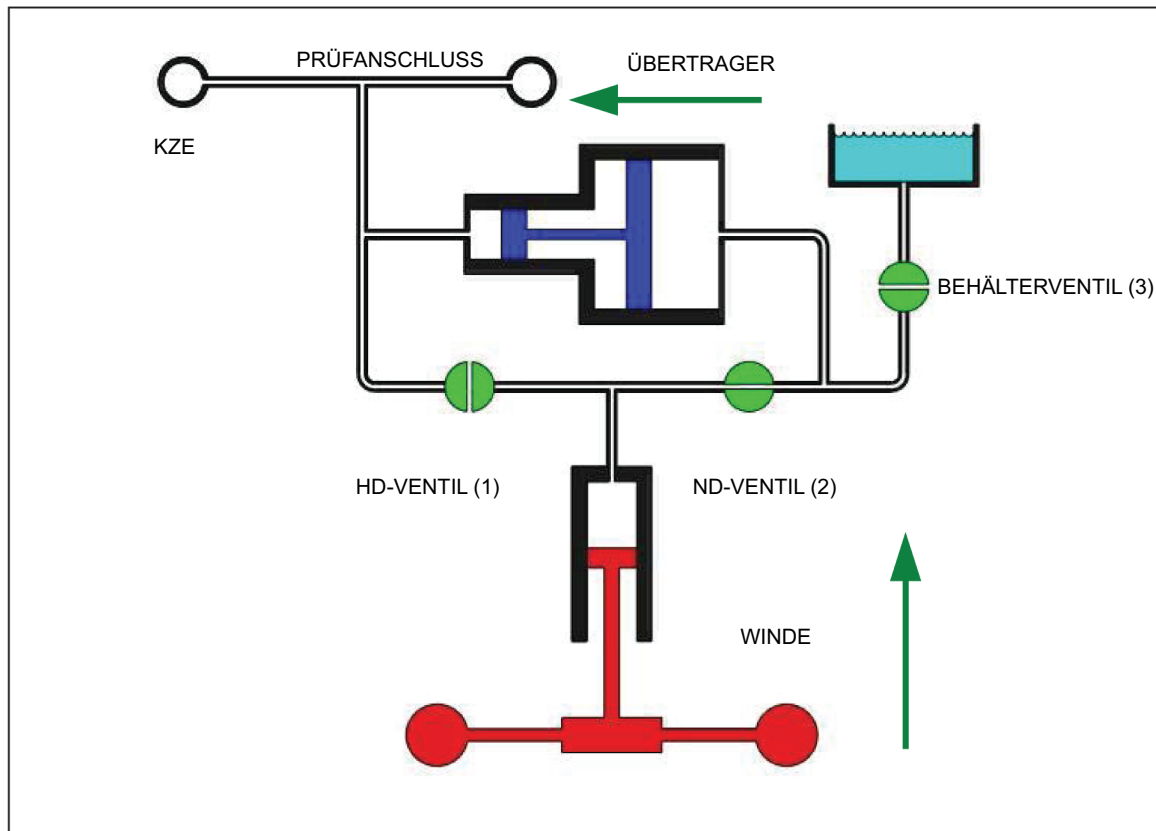 PRÜFANSCHLUSS
ÜBERTRAGER
KZE
BEHÄLTERVENTIL (3)
HD-VENTIL (1)
ND-VENTIL (2)
WINDE